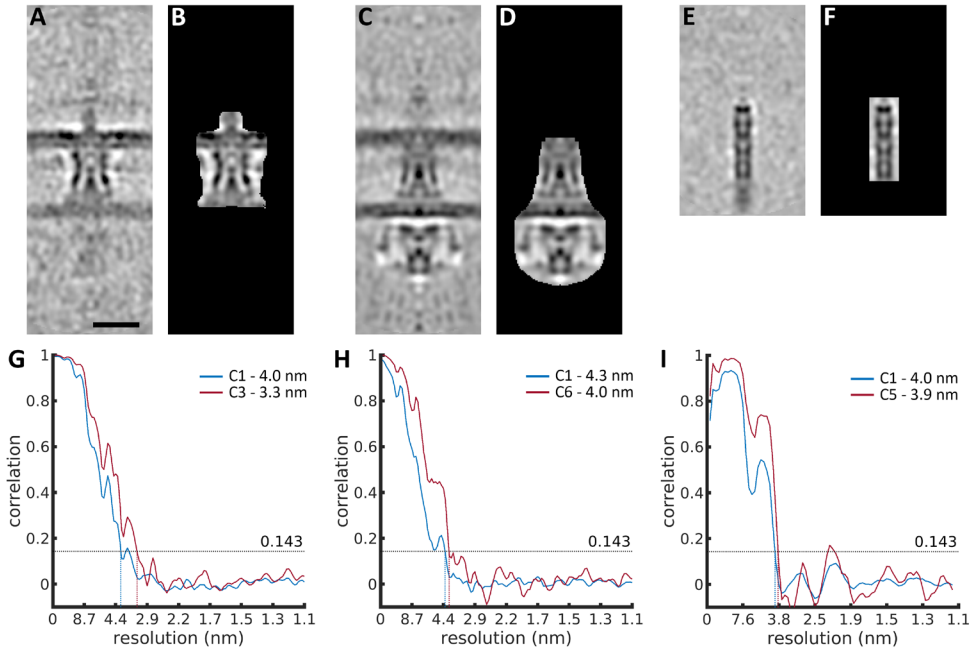 A
B
C
D
E
F
G
1
0.8
0.6
0.4
0.2
0
correlation
C1 - 4.0 nm
C3 - 3.3 nm
0.143
0 8.7 4.4 2.9 2.2 1.7 1.5 1.2 1.1
resolution (nm)
H
1
0.8
0.6
0.4
0.2
0
correlation
C1 - 4.3 nm
C6 - 4.0 nm
0.143
0 8.7 4.4 2.9 2.2 1.7 1.5 1.2 1.1
resolution (nm)
I
1
0.8
0.6
0.4
0.2
0
correlation
C1 - 4.0 nm
C5 - 3.9 nm
0.143
0 7.6 3.8 2.5 1.9 1.5 1.3 1.1
resolution (nm)